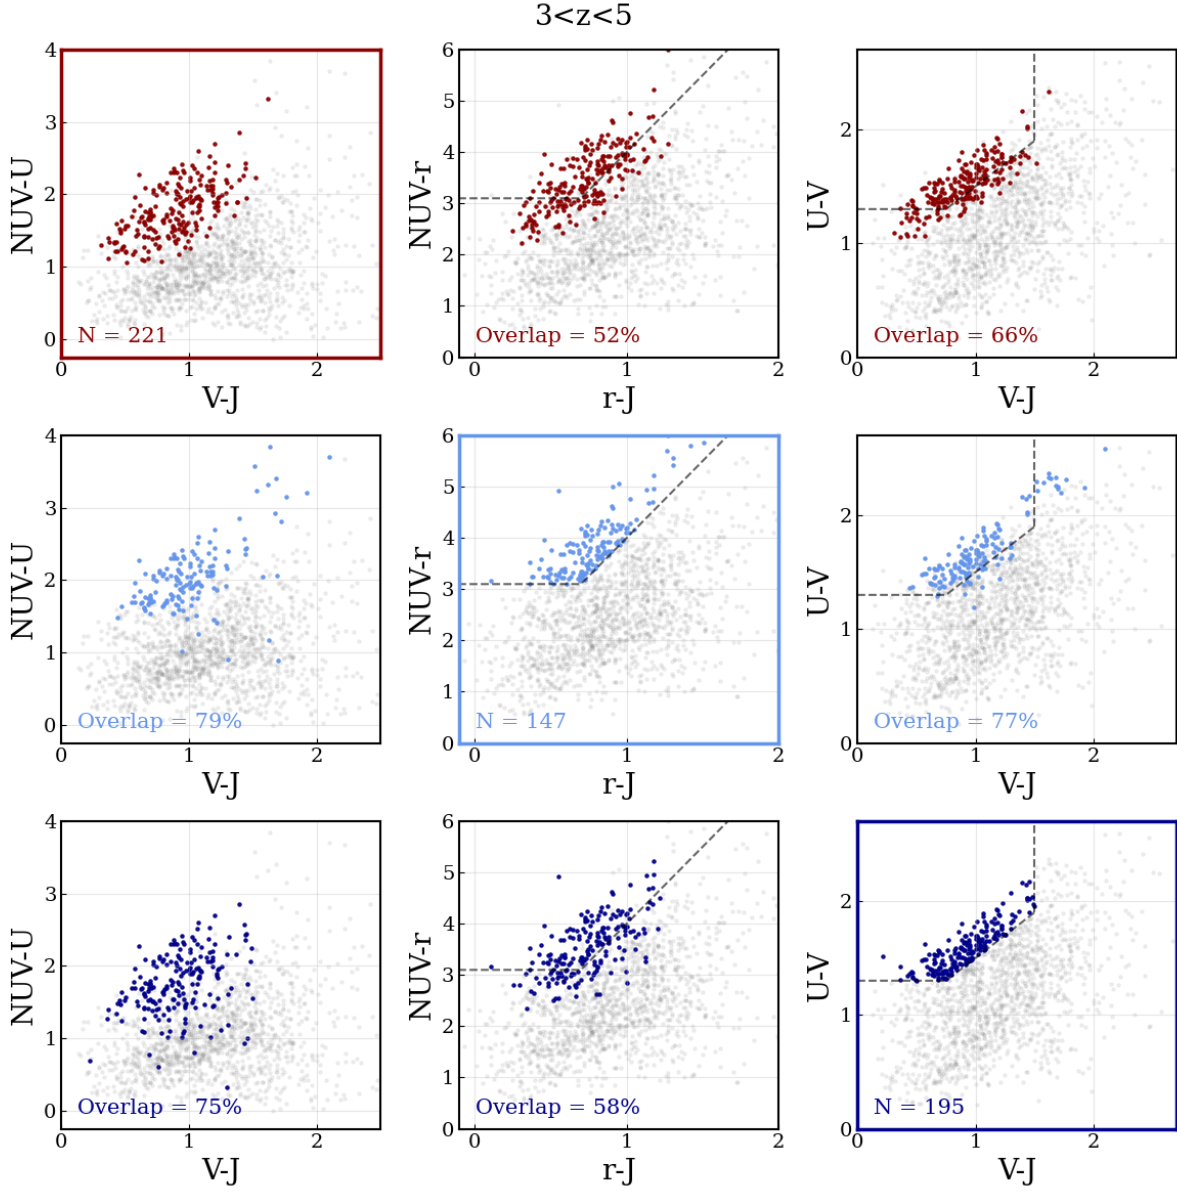 3<z<5
4
3
2
1
0
NUV-U
N = 221
0
1
2
V-J
6
5
4
3
2
1
0
NUV-r
Overlap = 52%
0
1
2
r-J
2
1
0
U-V
Overlap = 66%
0
1
2
V-J
4
3
2
1
0
NUV-U
Overlap = 79%
0
1
2
V-J
6
5
4
3
2
1
0
NUV-r
N = 147
0
1
2
r-J
2
1
0
U-V
Overlap = 77%
0
1
2
V-J
4
3
2
1
0
NUV-U
Overlap = 75%
0
1
2
V-J
6
5
4
3
2
1
0
NUV-r
Overlap = 58%
0
1
2
r-J
2
1
0
U-V
N = 195
0
1
2
V-J